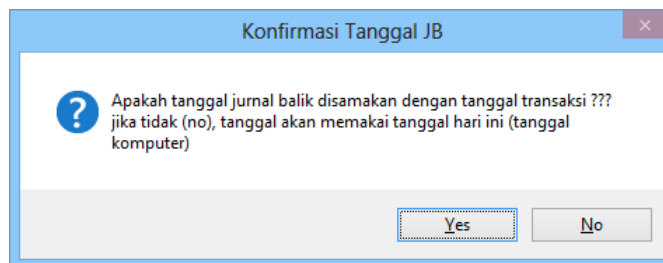 Konfirmasi Tanggal JB
Apakah tanggal jurnal balik disamakan dengan tanggal transaksi ???
jika tidak (no), tanggal akan memakai tanggal hari ini (tanggal
komputer)
Yes No